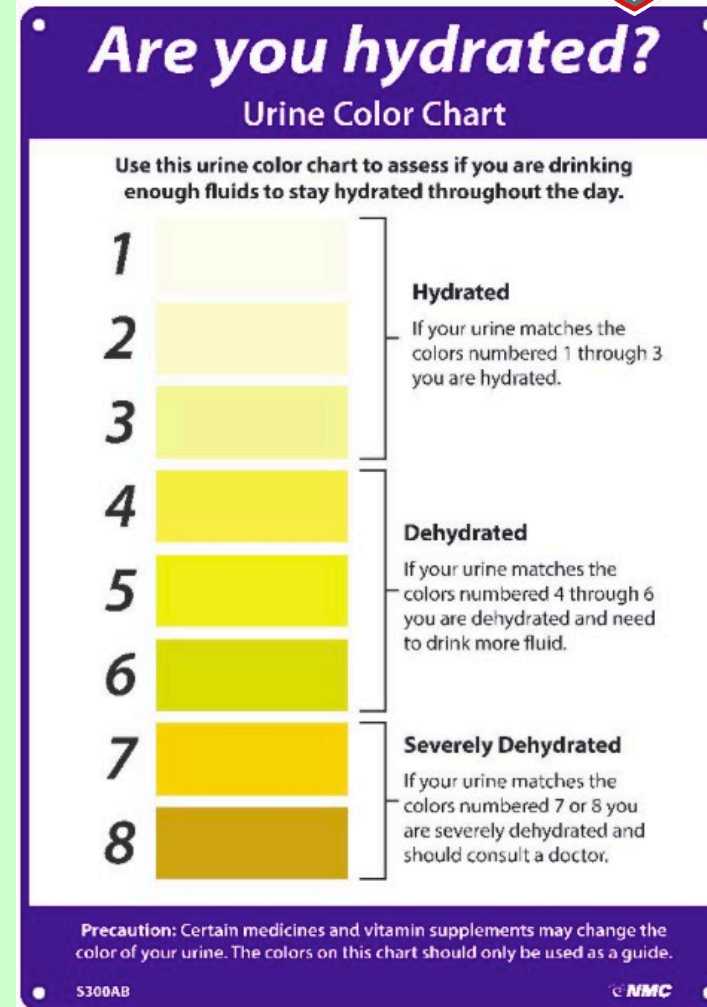 Are you hydrated?
Urine Color Chart
Use this urine color chart to assess if you are drinking
enough fluids to stay hydrated throughout the day.
1
2
3
Hydrated
If your urine matches the
colors numbered 1 through 3
you are hydrated.
4
5
6
Dehydrated
If your urine matches the
colors numbered 4 through 6
you are dehydrated and need
to drink more fluid.
7
8
Severely Dehydrated
If your urine matches the
colors numbered 7 or 8 you
are severely dehydrated and
should consult a doctor.
Precaution: Certain medicines and vitamin supplements may change the
color of your urine. The colors on this chart should only be used as a guide.
S300AB
NMC